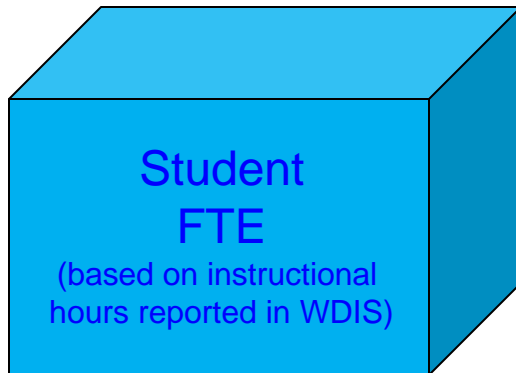 Student
FTE
(based on instructional
hours reported in WDIS)